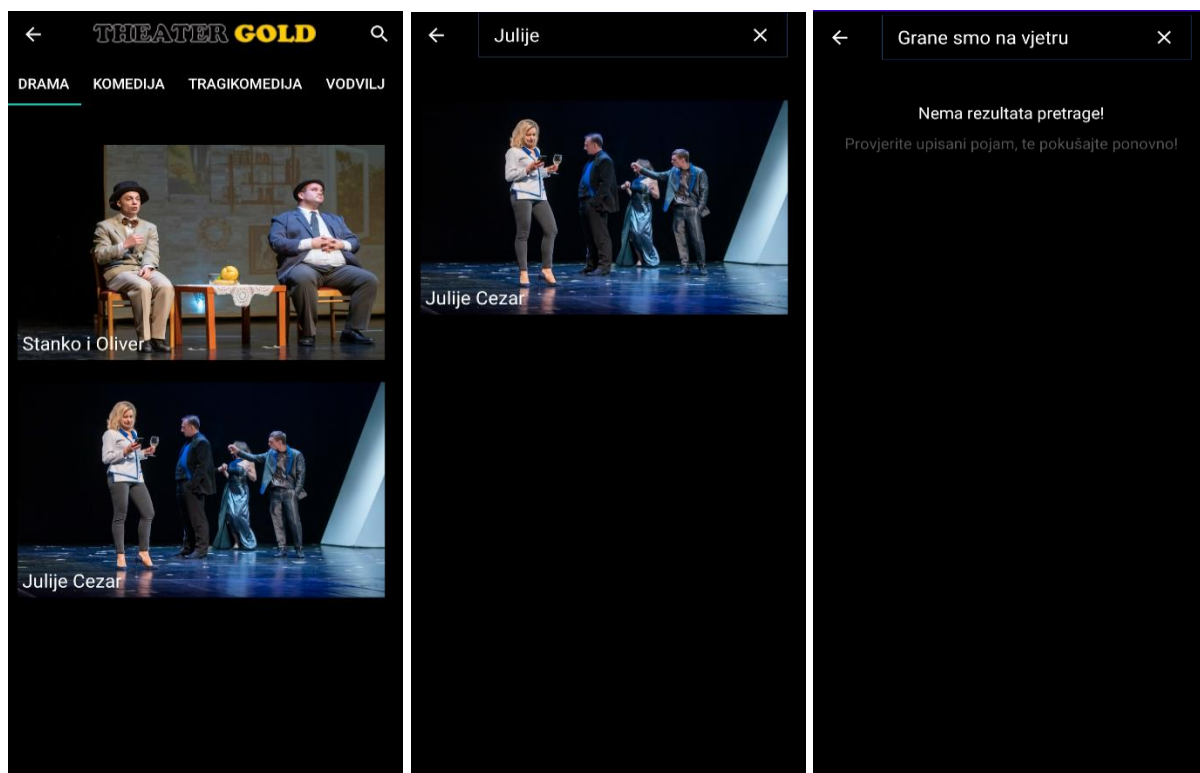 THEATER GOLD
DRAMA KOMEDIJA TRAGIKOMEDIJA VODVILJ
Stanko i Oliver
Julije Cezar
Julije
Julije Cezar
Grane smo na vjetru
Nema rezultata pretrage!
Provjerite upisani pojam, te pokušajte ponovno!